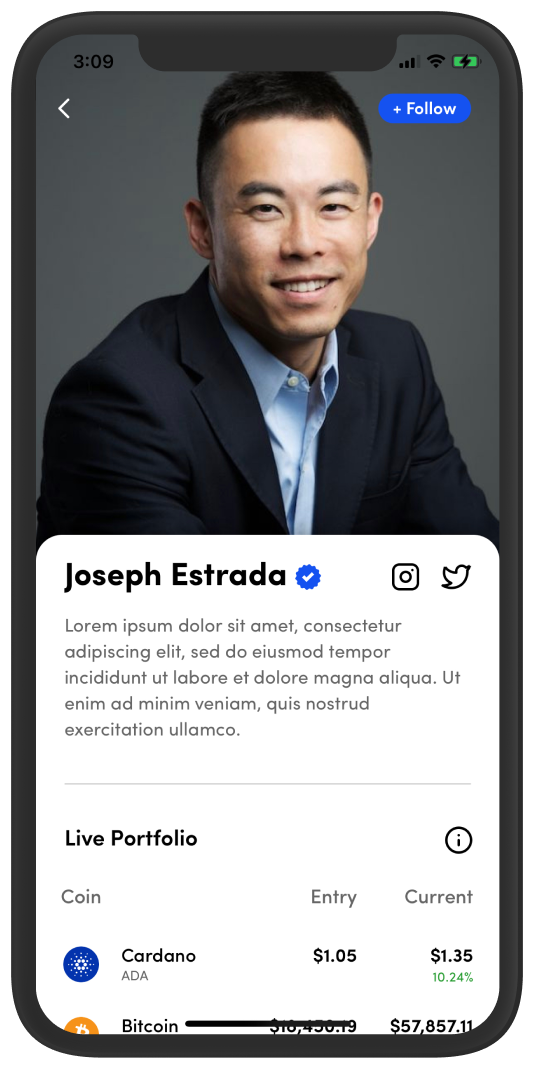 3:09
+ Follow
Joseph Estrada
Lorem ipsum dolor sit amet, consectetur
adipiscing elit, sed do eiusmod tempor
incididunt ut labore et dolore magna aliqua. Ut
enim ad minim veniam, quis nostrud
exercitation ullamco.
Live Portfolio
Coin Entry Current
Cardano $1.05 $1.35
ADA 10.24%
Bitcoin $57,857.11